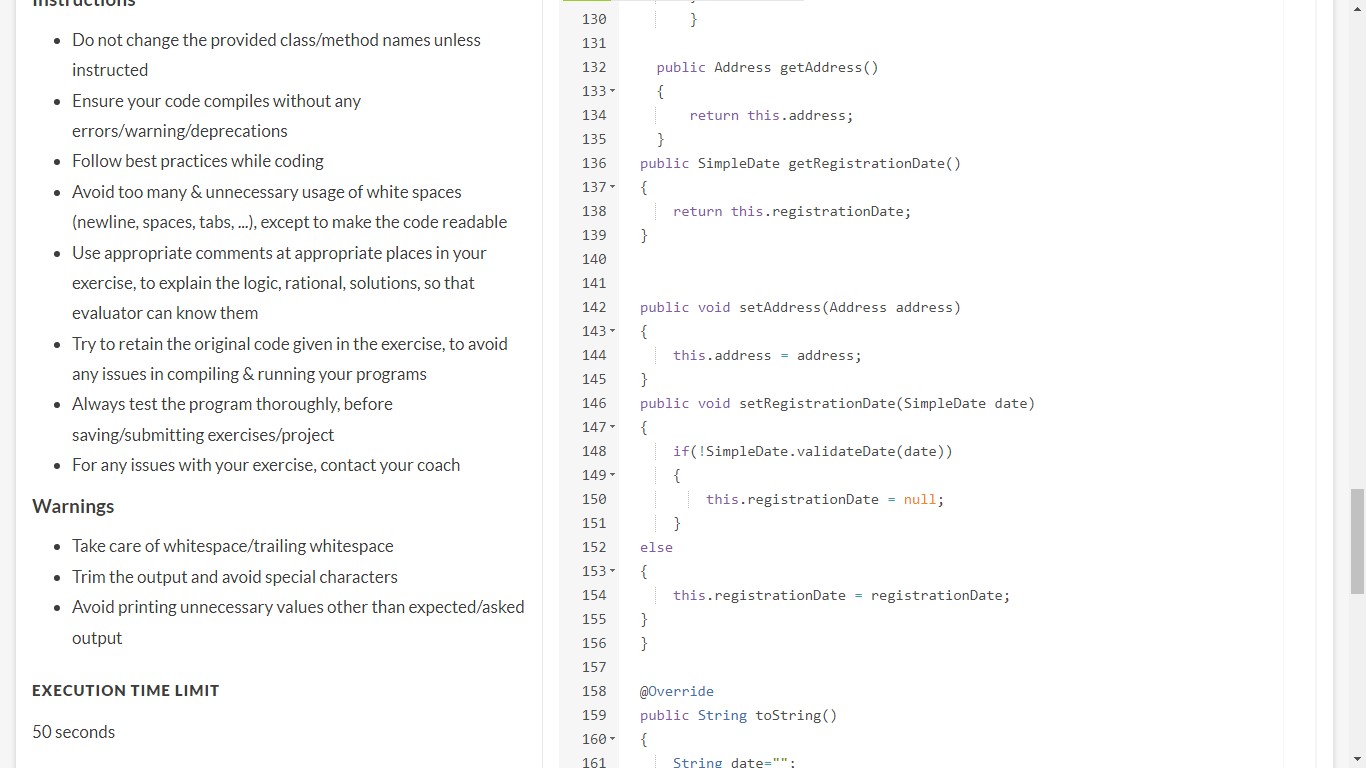 Instructions
Do not change the provided class/method names unless
instructed
Ensure your code compiles without any
errors/warning/deprecations
Follow best practices while coding
Avoid too many & unnecessary usage of white spaces
(newline, spaces, tabs, ...), except to make the code readable
Use appropriate comments at appropriate places in your
exercise, to explain the logic, rational, solutions, so that
evaluator can know them
Try to retain the original code given in the exercise, to avoid
any issues in compiling & running your programs
Always test the program thoroughly, before
saving/submitting exercises/project
For any issues with your exercise, contact your coach
Warnings
Take care of whitespace/trailing whitespace
Trim the output and avoid special characters
Avoid printing unnecessary values other than expected/asked
output
EXECUTION TIME LIMIT
50 seconds
130 }
131
132 public Address getAddress()
133 {
134 return this.address;
135 }
136 public SimpleDate getRegistrationDate()
137 {
138 return this.registrationDate;
139 }
140
141
142 public void setAddress(Address address)
143 {
144 this.address = address;
145 }
146 public void setRegistrationDate(SimpleDate date)
147 {
148 if(!SimpleDate.validateDate(date))
149 {
150 this.registrationDate = null;
151 }
152 else
153 {
154 this.registrationDate = registrationDate;
155 }
156 }
157
158 @Override
159 public String toString()
160 {
161 String date="";